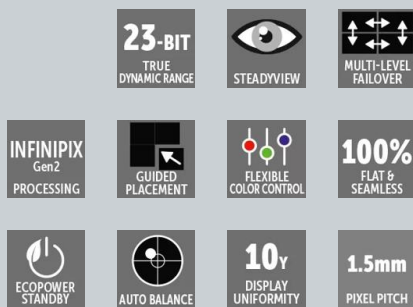 23-BIT
TRUE
DYNAMIC RANGE
STEADYVIEW
MULTI-LEVEL
FAILOVER
INFINIPIX
Gen2
PROCESSING
GUIDED
PLACEMENT
FLEXIBLE
COLOR CONTROL
100%
FLAT &
SEAMLESS
ECOPOWER
STANDBY
AUTO BALANCE
10Y
DISPLAY
UNIFORMITY
1.5mm
PIXEL PITCH